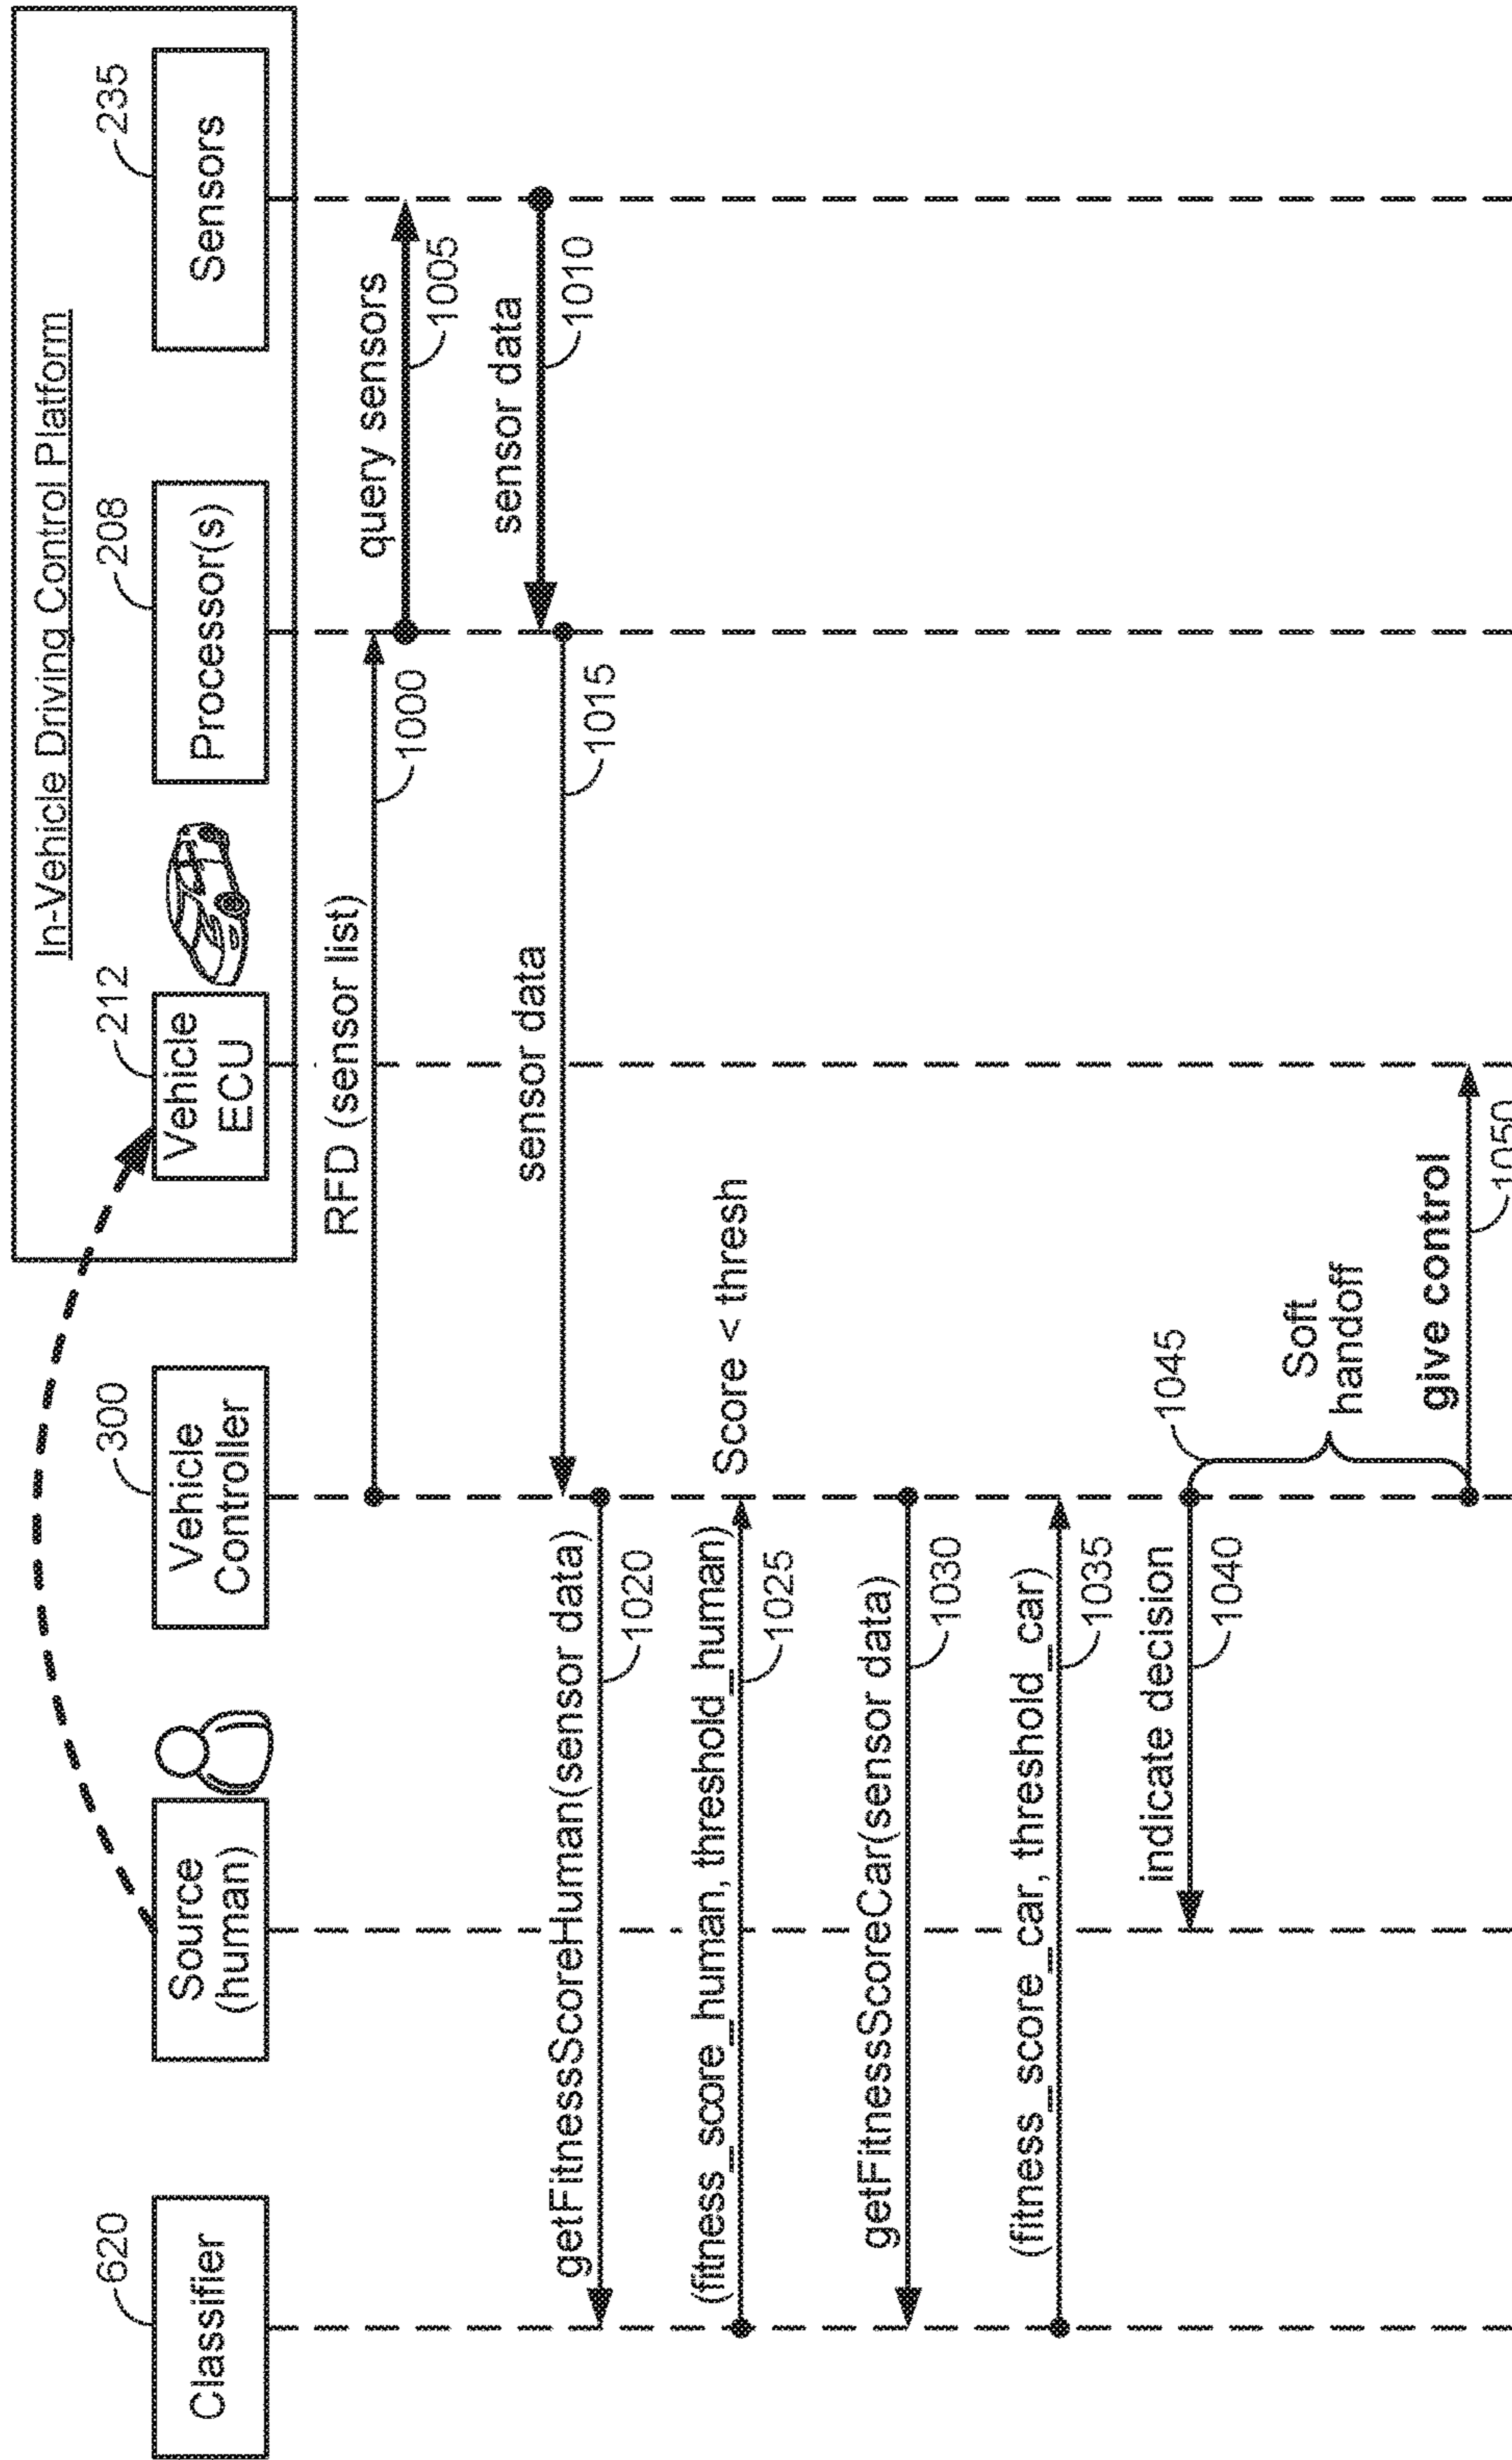 In-Vehicle Driving Control Platform
620
300
212
208
235
Classifier
Source
(human)
Vehicle
Controller
Vehicle
ECU
Processor(s)
Sensors
RFD (sensor list)
1000
query sensors
1005
sensor data
1010
sensor data
1015
getFitnessScoreHuman(sensor data)
1020
(fitness_score_human, threshold_human)
1025
Score < thresh
getFitnessScoreCar(sensor data)
1030
(fitness_score_car, threshold_car)
1035
indicate decision
1040
1045
Soft
handoff
give control
1050